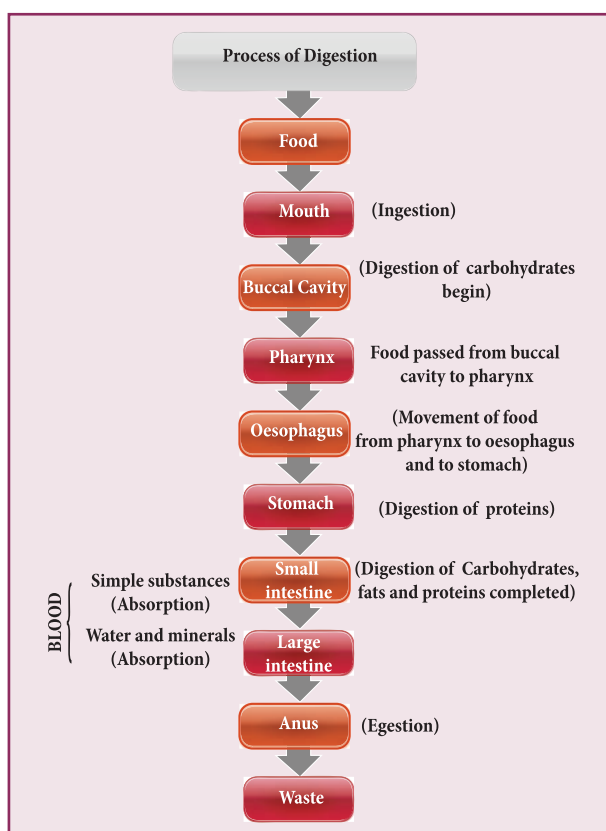 Process of Digestion
Food
Mouth
(Ingestion)
Buccal Cavity
(Digestion of carbohydrates
begin)
Pharynx
Food passed from buccal
cavity to pharynx
Oesophagus
(Movement of food
from pharynx to oesophagus
and to stomach)
Stomach
(Digestion of proteins)
BLOOD
Simple substances
(Absorption)
Small
intestine
(Digestion of Carbohydrates,
fats and proteins completed)
Water and minerals
(Absorption)
Large
intestine
Anus
(Egestion)
Waste